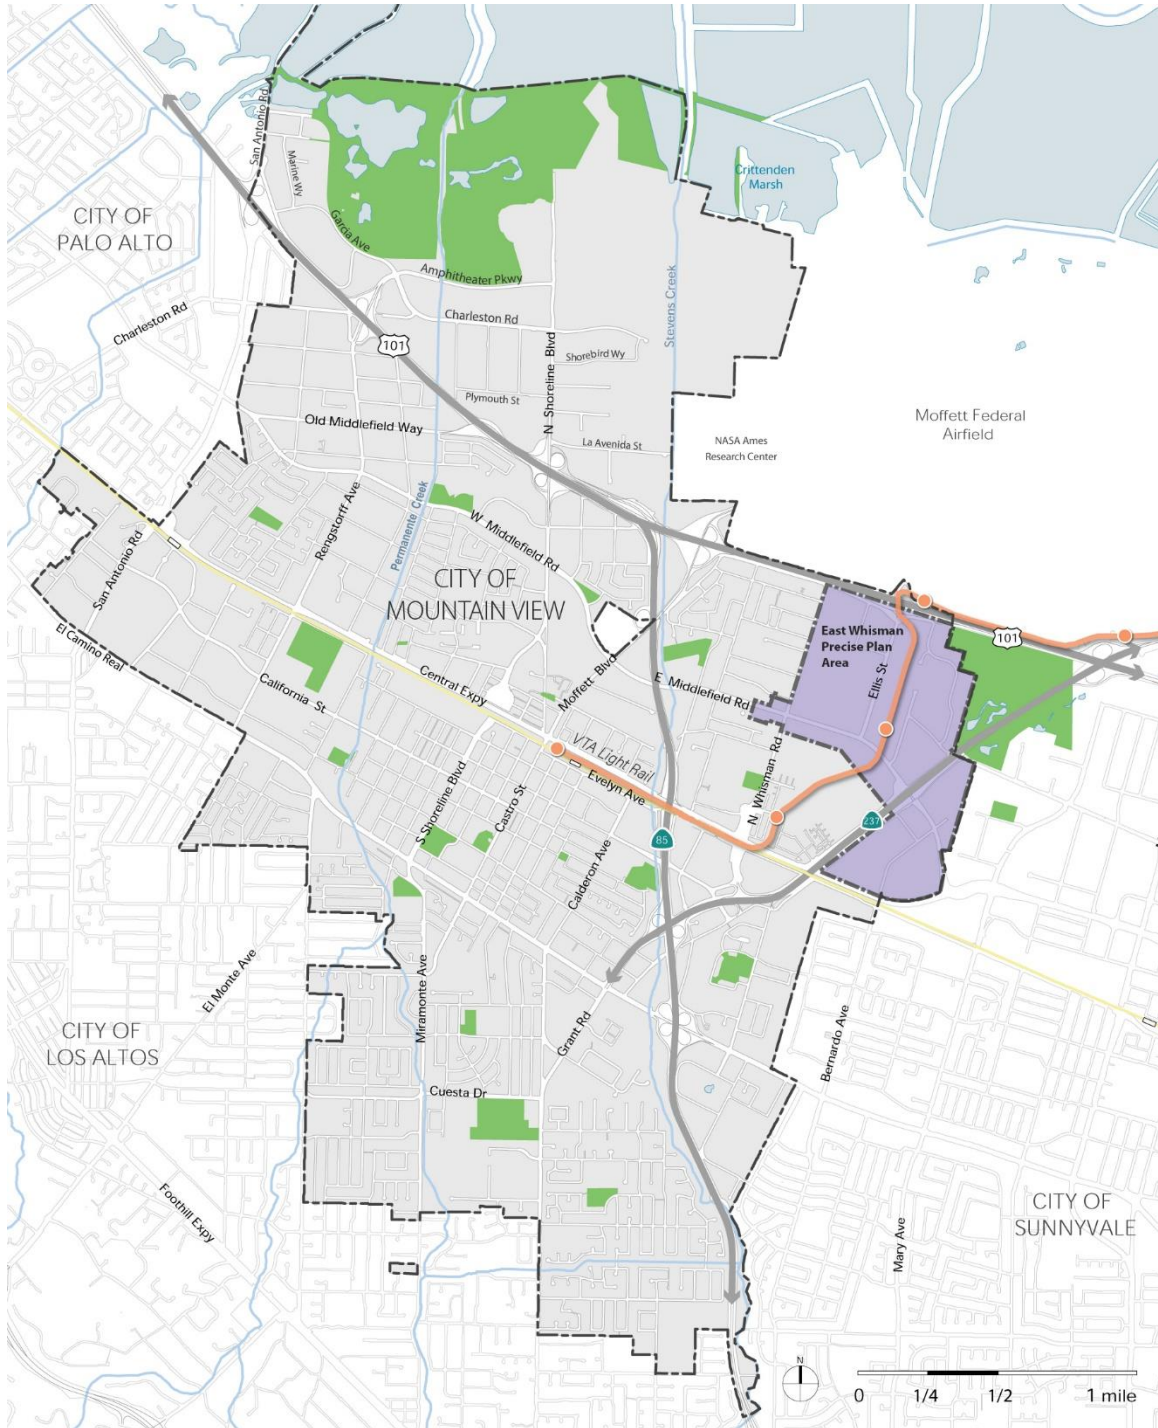 San Antonio Rd
Marine Wy
Crittenden
Marsh
CITY OF
PALO ALTO
Garcia Ave
Amphitheater Pkwy
Stevens Creek
Charleston Rd
Charleston Rd
101
Shorebird Wy
N Shoreline Blvd
Plymouth St
Old Middlefield Way
La Avenida St
NASA Ames
Research Center
Moffett Federal
Airfield
Rengstorff Ave
Permanente Creek
W Middlefield Rd
San Antonio Rd
CITY OF
MOUNTAIN VIEW
East Whisman
Precise Plan
Area
101
Ellis St
El Camino Real
California St
Central Expy
Moffett Blvd
E Middlefield Rd
VTA Light Rail
Evelyn Ave
N Whisman Rd
S Shoreline Blvd
Castro St
85
237
Calderon Ave
El Monte Ave
Miramonte Ave
CITY OF
LOS ALTOS
Grant Rd
Bernardo Ave
Cuesta Dr
Foothill Expy
Mary Ave
CITY OF
SUNNYVALE
N
0 1/4 1/2 1 mile